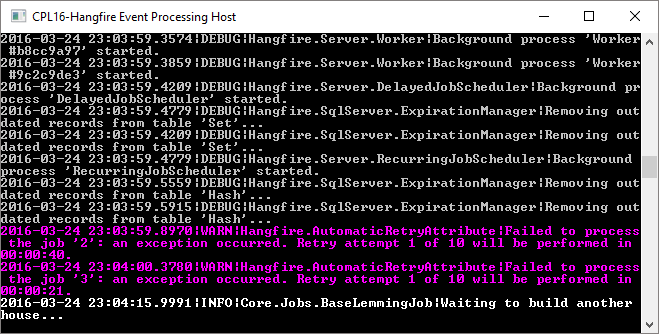 CPL16-Hangfire Event Processing Host
2016-03-24 23:03:59.3574|DEBUG|Hangfire.Server.Worker|Background process 'Worker
 #b8cc9a97' started.
2016-03-24 23:03:59.3859|DEBUG|Hangfire.Server.Worker|Background process 'Worker
 #9c2c9de3' started.
2016-03-24 23:03:59.4209|DEBUG|Hangfire.Server.DelayedJobScheduler|Background pr
ocess 'DelayedJobScheduler' started.
2016-03-24 23:03:59.4779|DEBUG|Hangfire.SqlServer.ExpirationManager|Removing out
dated records from table 'Set'...
2016-03-24 23:03:59.4209|DEBUG|Hangfire.SqlServer.ExpirationManager|Removing out
dated records from table 'Set'...
2016-03-24 23:03:59.4779|DEBUG|Hangfire.Server.RecurringJobScheduler|Background
process 'RecurringJobScheduler' started.
2016-03-24 23:03:59.5559|DEBUG|Hangfire.SqlServer.ExpirationManager|Removing out
dated records from table 'Hash'...
2016-03-24 23:03:59.5915|DEBUG|Hangfire.SqlServer.ExpirationManager|Removing out
dated records from table 'Hash'...
2016-03-24 23:03:59.8970|WARN|Hangfire.AutomaticRetryAttribute|Failed to process
 the job '2': an exception occurred. Retry attempt 1 of 10 will be performed in
00:00:40.
2016-03-24 23:04:00.3780|WARN|Hangfire.AutomaticRetryAttribute|Failed to process
 the job '3': an exception occurred. Retry attempt 1 of 10 will be performed in
00:00:21.
2016-03-24 23:04:15.9991|INFO|Core.Jobs.BaseLemmingJob|Waiting to build another
house...